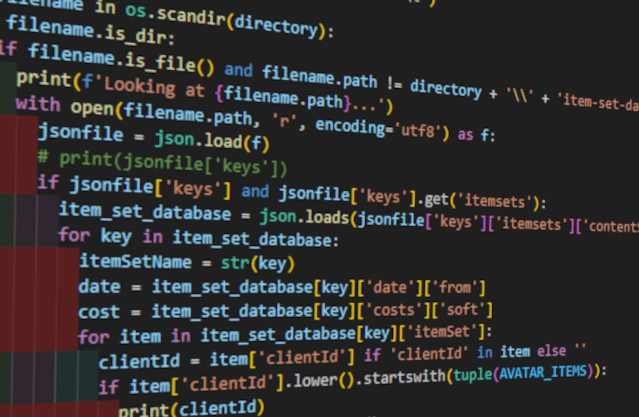 filename in os.scandir(directory):
filename.is_dir:
if filename.is_file() and filename.path != directory + '\\' + 'item-set-da
print(f'Looking at {filename.path}...')
with open(filename.path, 'r', encoding='utf8') as f:
jsonfile = json.load(f)
# print(jsonfile['keys'])
if jsonfile['keys'] and jsonfile['keys'].get('itemsets'):
item_set_database = json.loads(jsonfile['keys']['itemsets']['content
for key in item_set_database:
itemSetName = str(key)
date = item_set_database[key]['date']['from']
cost = item_set_database[key]['costs']['soft']
for item in item_set_database[key]['itemSet']:
clientId = item['clientId'] if 'clientId' in item else ''
if item['clientId'].lower().startswith(tuple(AVATAR_ITEMS)):
print(clientId)